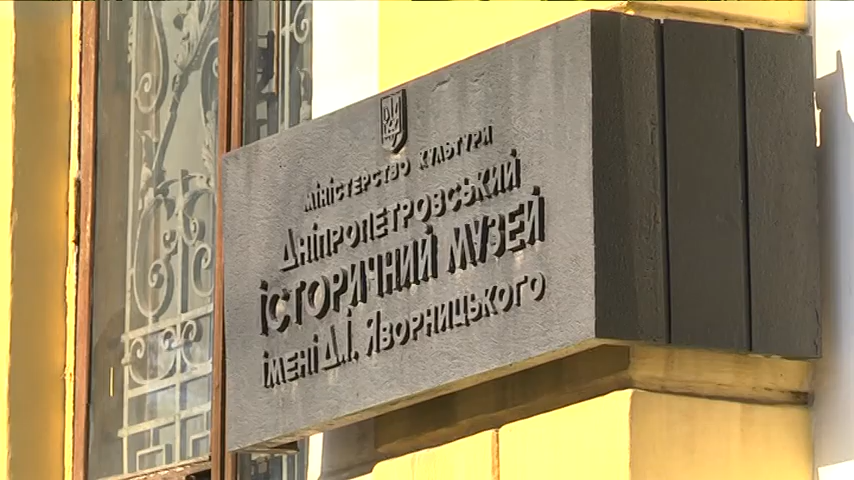 МІНІСТЕРСТВО КУЛЬТУРИ
ДНІПРОПЕТРОВСЬКИЙ
ІСТОРИЧНИЙ МУЗЕЙ
ІМЕНІ Д.І. ЯВОРНИЦЬКОГО